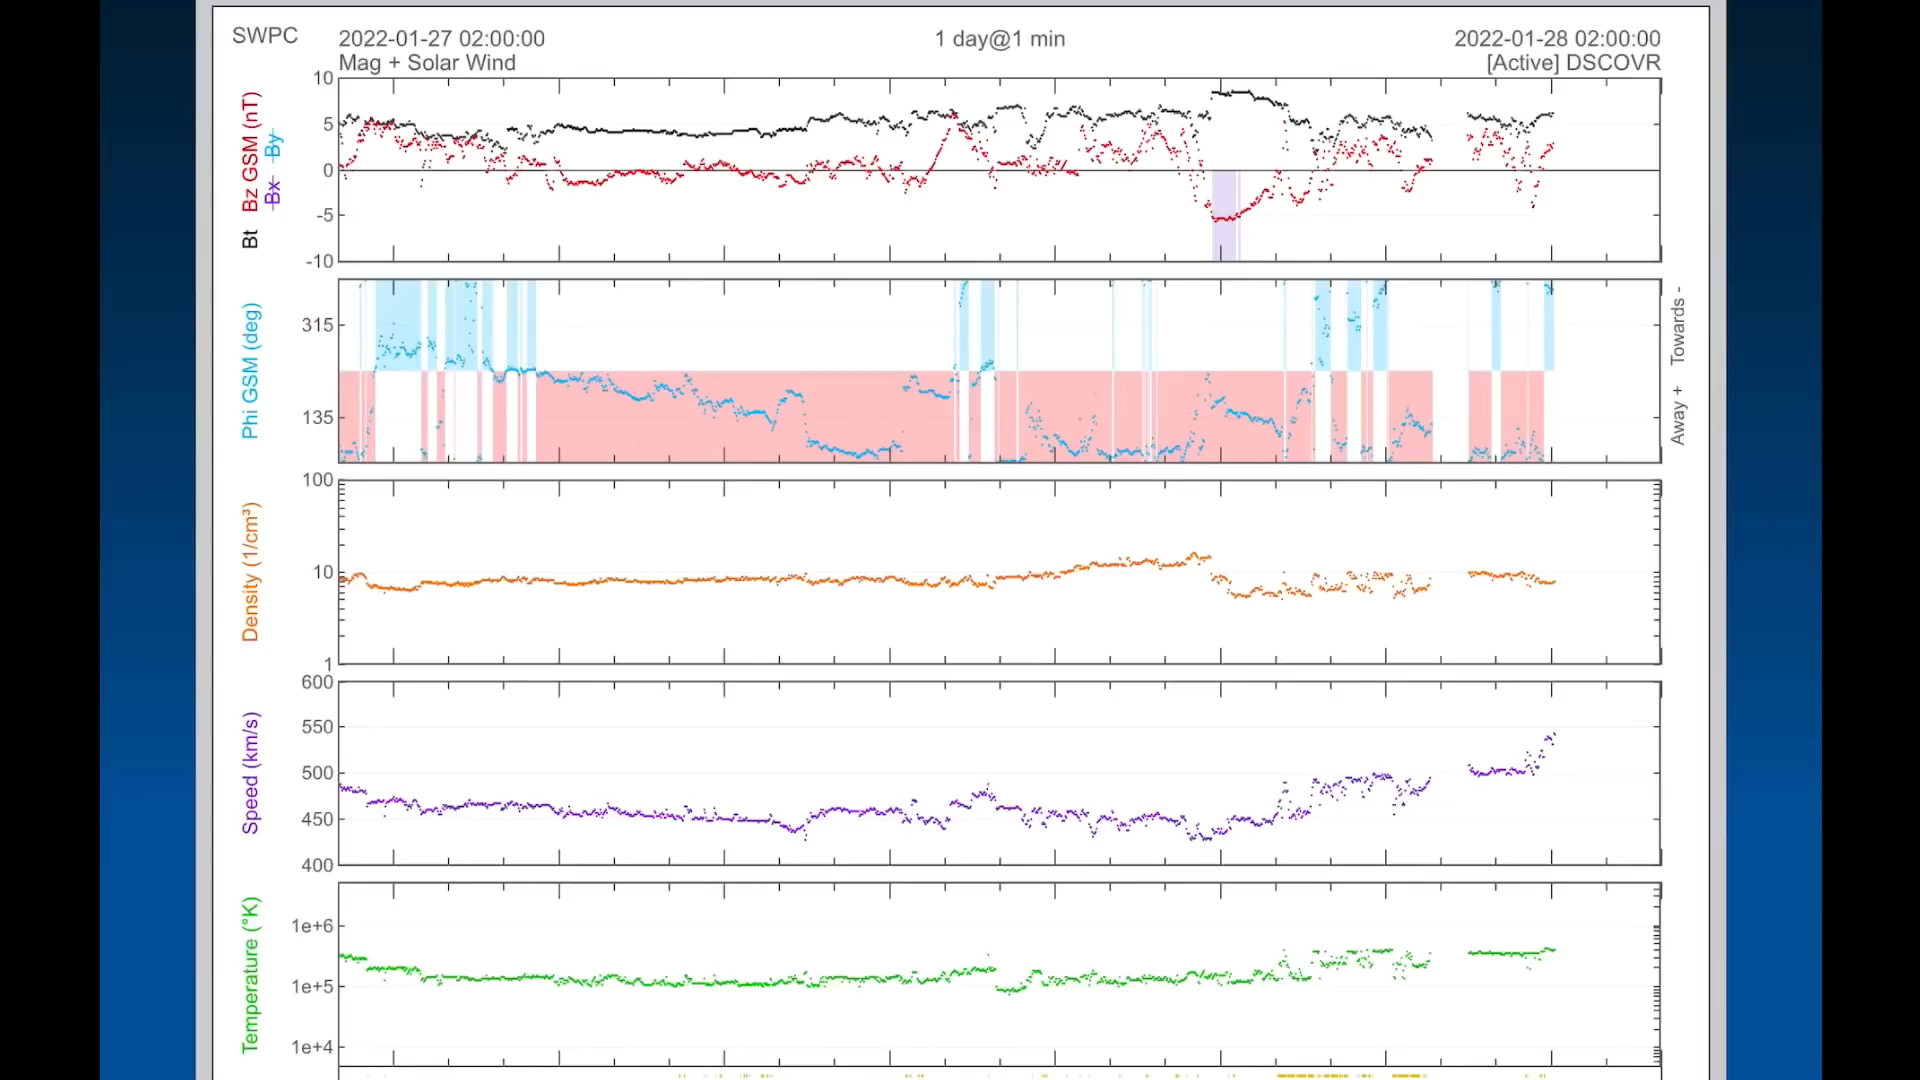 SWPC
2022-01-27 02:00:00
1 day@1 min
2022-01-28 02:00:00
Mag + Solar Wind
[Active] DSCOVR
Bt Bz GSM (nT)
Bx By
10
5
0
-5
-10
Phi GSM (deg)
315
135
Away + Towards -
Density (1/cm³)
100
10
1
Speed (km/s)
600
550
500
450
400
Temperature (°K)
1e+6
1e+5
1e+4